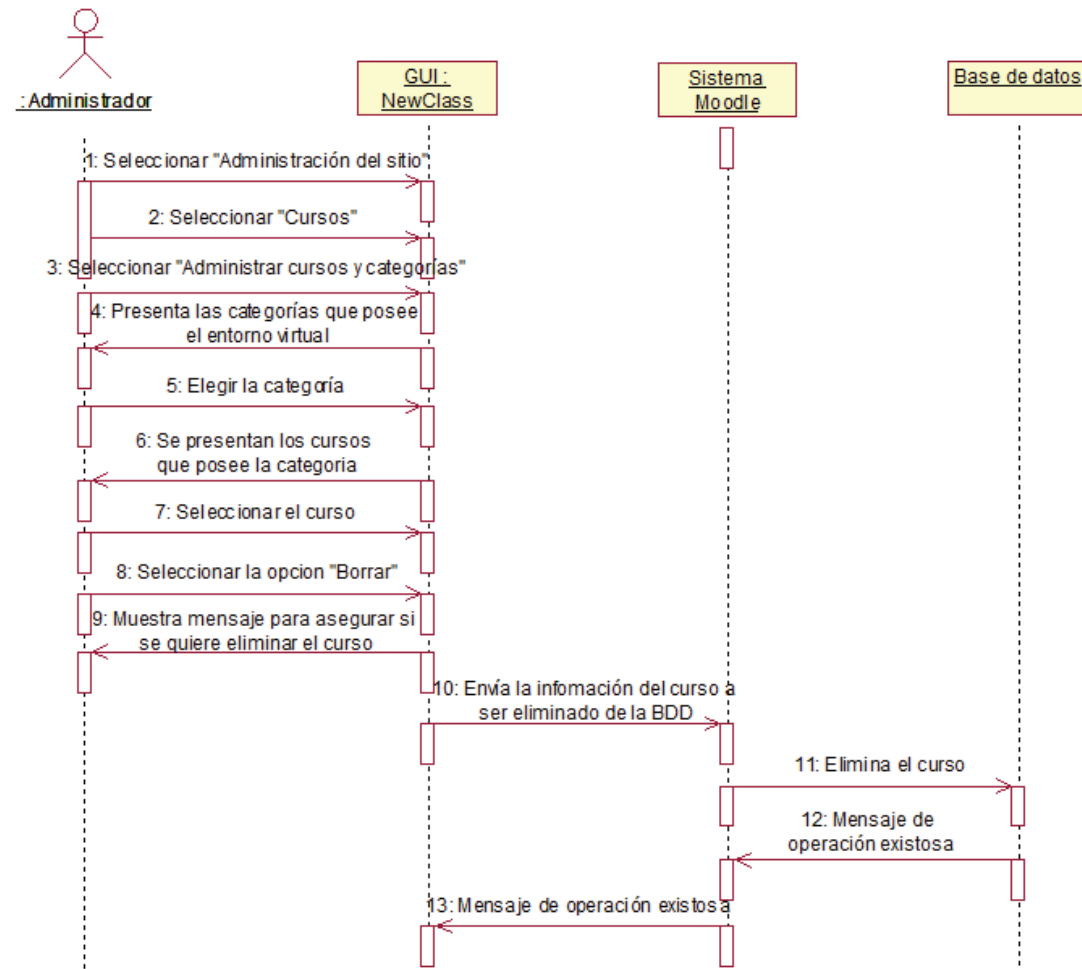 : Administrador
GUI :
NewClass
Sistema
Moodle
Base de datos
1: Seleccionar "Administración del sitio"
2: Seleccionar "Cursos"
3: Seleccionar "Administrar cursos y categorías"
4: Presenta las categorías que posee
el entorno virtual
5: Elegir la categoría
6: Se presentan los cursos
que posee la categoria
7: Seleccionar el curso
8: Seleccionar la opcion "Borrar"
9: Muestra mensaje para asegurar si
se quiere eliminar el curso
10: Envía la infomación del curso a
ser eliminado de la BDD
11: Elimina el curso
12: Mensaje de
operación existosa
13: Mensaje de operación existosa